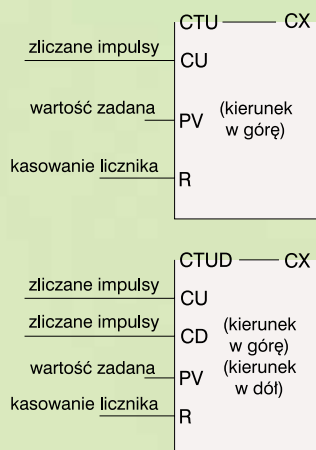 CTU CX
zliczane impulsy
CU
wartość zadana
PV
(kierunek
w górę)
kasowanie licznika
R
CTUD CX
zliczane impulsy
CU
zliczane impulsy
CD
(kierunek
w górę)
wartość zadana
PV
(kierunek
w dół)
kasowanie licznika
R